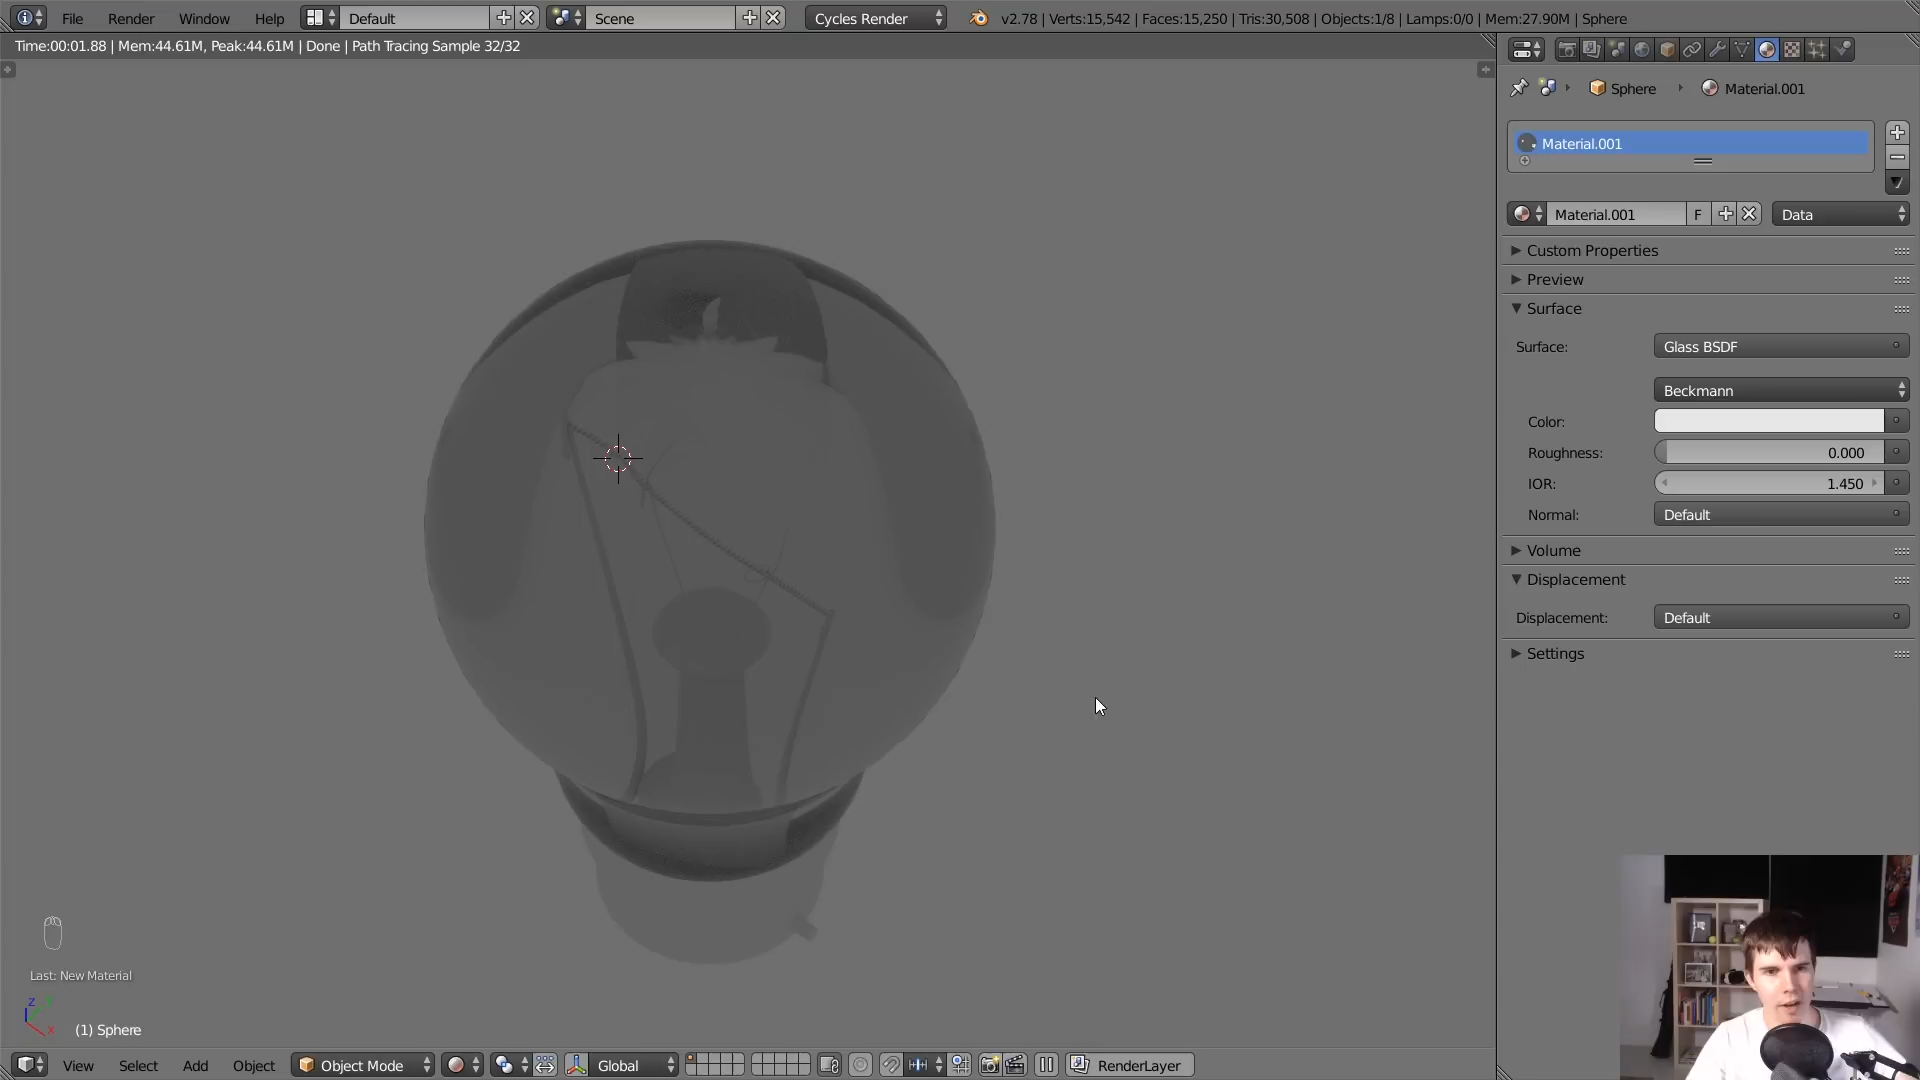 File Render Window Help Default Scene Cycles Render v2.78 | Verts:15,542 | Faces:15,250 | Tris:30,508 | Objects:1/8 | Lamps:0/0 | Mem:27.90M | Sphere
Time:00:01.88 | Mem:44.61M, Peak:44.61M | Done | Path Tracing Sample 32/32
Sphere Material.001
Material.001
Material.001 F Data
Custom Properties
Preview
Surface
Surface: Glass BSDF
Beckmann
Color:
Roughness: 0.000
IOR: 1.450
Normal: Default
Volume
Displacement
Displacement: Default
Settings
Last: New Material
Z Y
X
(1) Sphere
View Select Add Object Object Mode Global RenderLayer